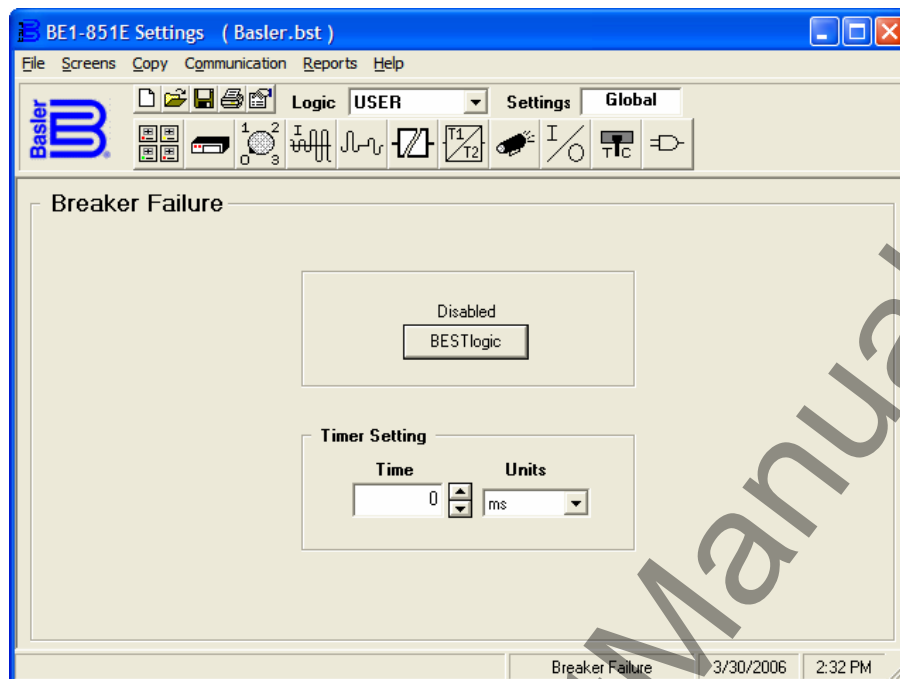 BE1-851E Settings ( Basler.bst )
File Screens Copy Communication Reports Help
Basler
Logic USER Settings Global
Breaker Failure
Disabled
BESTlogic
Timer Setting
Time Units
0 ms
Breaker Failure 3/30/2006 2:32 PM
Manua